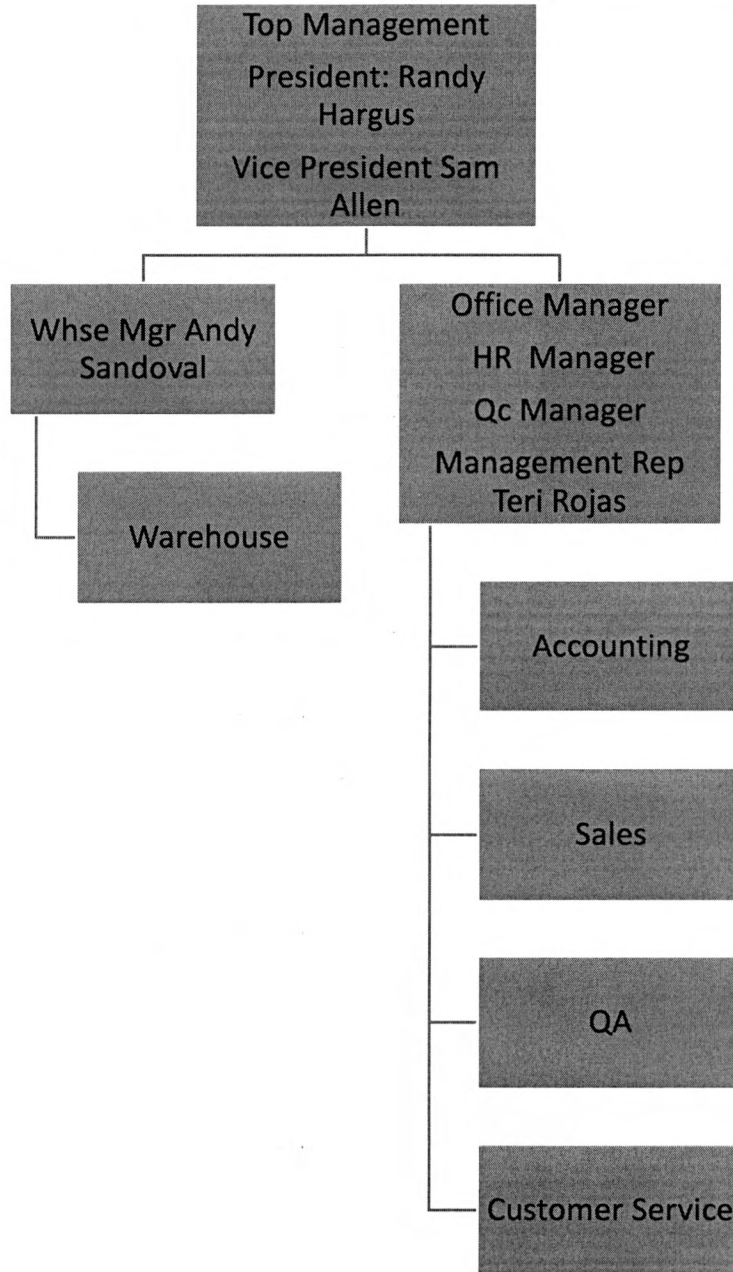 Top Management
President: Randy
Hargus
Vice President Sam
Allen
Whse Mgr Andy
Sandoval
Warehouse
Office Manager
HR  Manager
Qc Manager
Management Rep
Teri Rojas
Accounting
Sales
QA
Customer Service